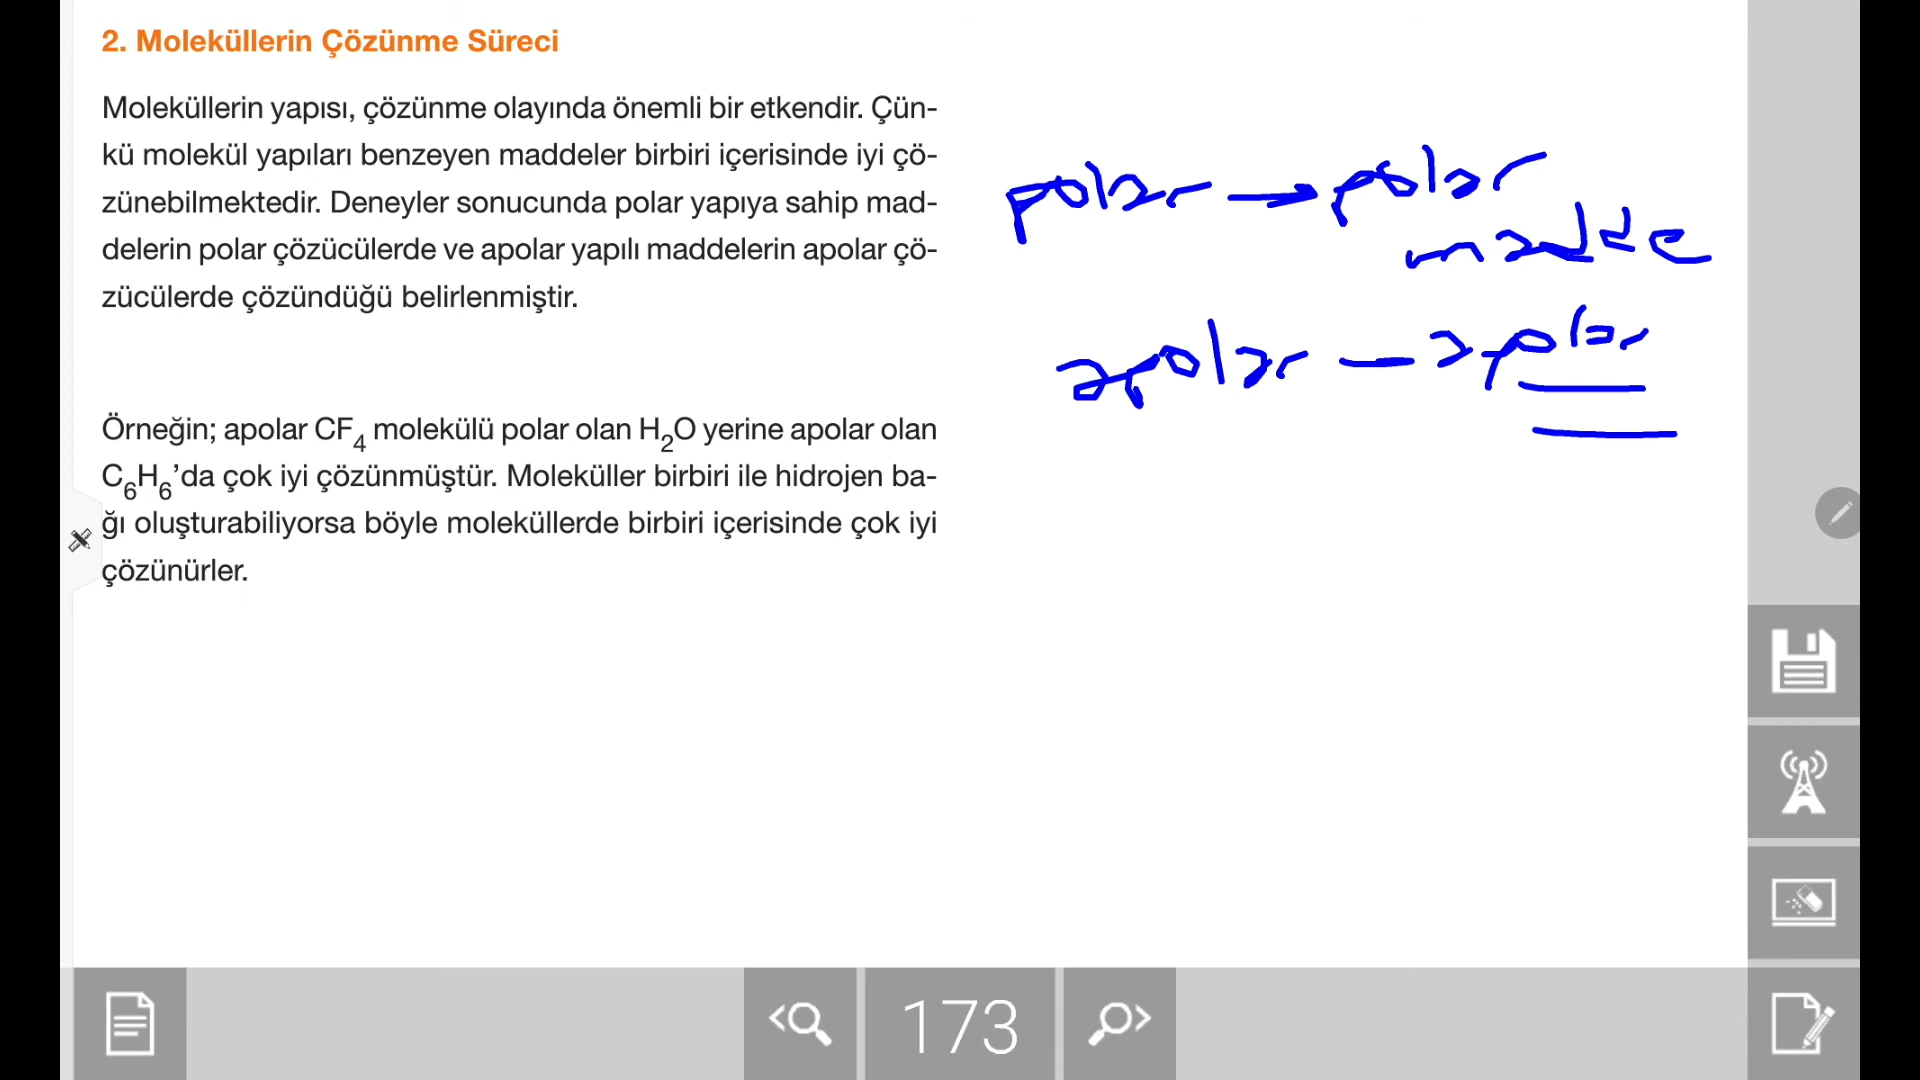 2. Moleküllerin Çözünme Süreci
Moleküllerin yapısı, çözünme olayında önemli bir etkendir. Çün-
kü molekül yapıları benzeyen maddeler birbiri içerisinde iyi çö-
zünebilmektedir. Deneyler sonucunda polar yapıya sahip mad-
delerin polar çözücülerde ve apolar yapılı maddelerin apolar çö-
zücülerde çözündüğü belirlenmiştir.
Örneğin; apolar CF₄ molekülü polar olan H₂O yerine apolar olan
C₆H₆’da çok iyi çözünmüştür. Moleküller birbiri ile hidrojen ba-
ğı oluşturabiliyorsa böyle moleküllerde birbiri içerisinde çok iyi
çözünürler.
polar → polar
madde
apolar — apolar
173